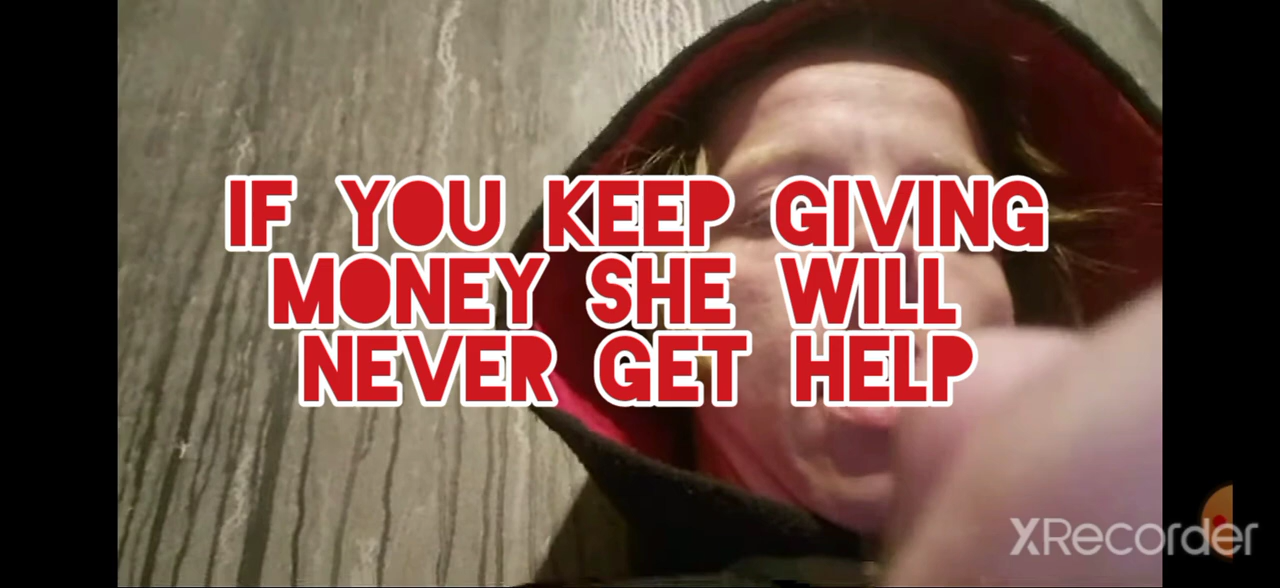 IF YOU KEEP GIVING
MONEY SHE WILL
NEVER GET HELP
XRecorder